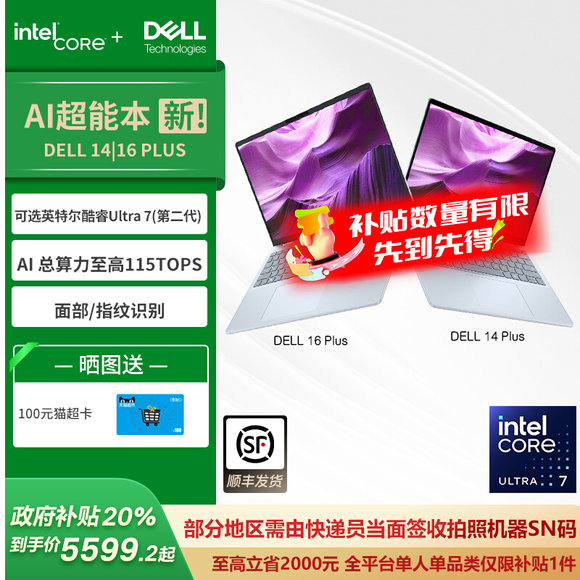 intel CORE + DELL Technologies
AI超能本 新!
DELL 14|16 PLUS
可选英特尔酷睿Ultra 7(第二代)
AI 总算力至高115TOPS
面部/指纹识别
补贴数量有限
先到先得
DELL 16 Plus
DELL 14 Plus
晒图送
100元猫超卡
SF
顺丰发货
intel
CORE
ULTRA 7
政府补贴20%
到手价5599.2起
部分地区需由快递员当面签收拍照机器SN码
至高立省2000元 全平台单人单品类仅限补贴1件